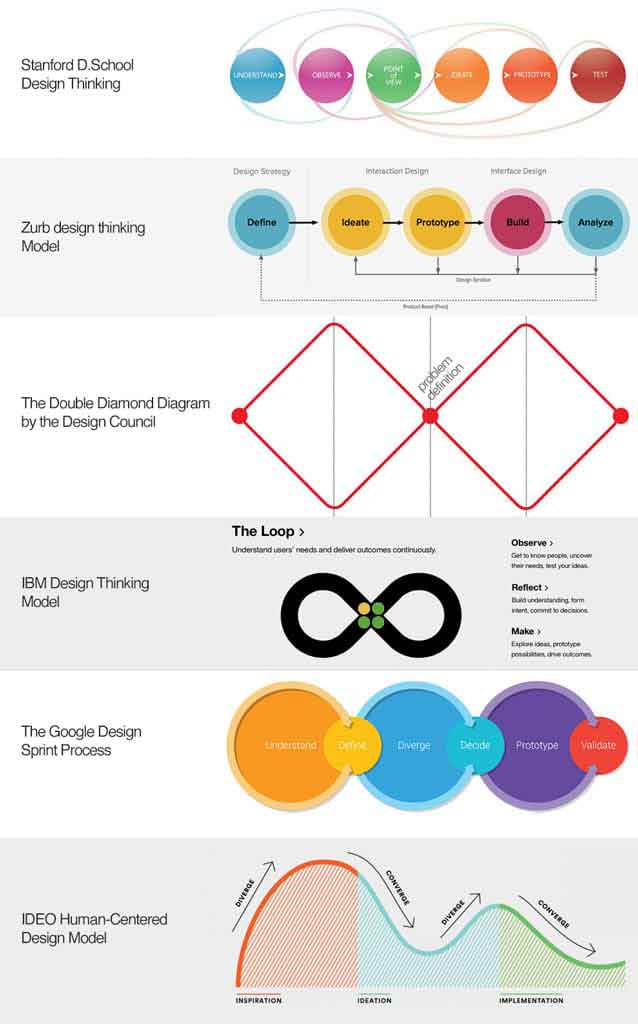 Stanford D.School
Design Thinking
UNDERSTAND
OBSERVE
POINT
of
VIEW
IDEATE
PROTOTYPE
TEST
Design Strategy
Interaction Design
Interface Design
Zurb design thinking
Model
Define
Ideate
Prototype
Build
Analyze
Design Iteration
Product Reset (Pivot)
The Double Diamond Diagram
by the Design Council
problem
definition
IBM Design Thinking
Model
The Loop >
Understand users' needs and deliver outcomes continuously.
Observe >
Get to know people, uncover
their needs, test your ideas.
Reflect >
Build understanding, form
intent, commit to decisions.
Make >
Explore ideas, prototype
possibilities, drive outcomes.
The Google Design
Sprint Process
Understand
Define
Diverge
Decide
Prototype
Validate
IDEO Human-Centered
Design Model
DIVERGE
CONVERGE
DIVERGE
CONVERGE
INSPIRATION
IDEATION
IMPLEMENTATION